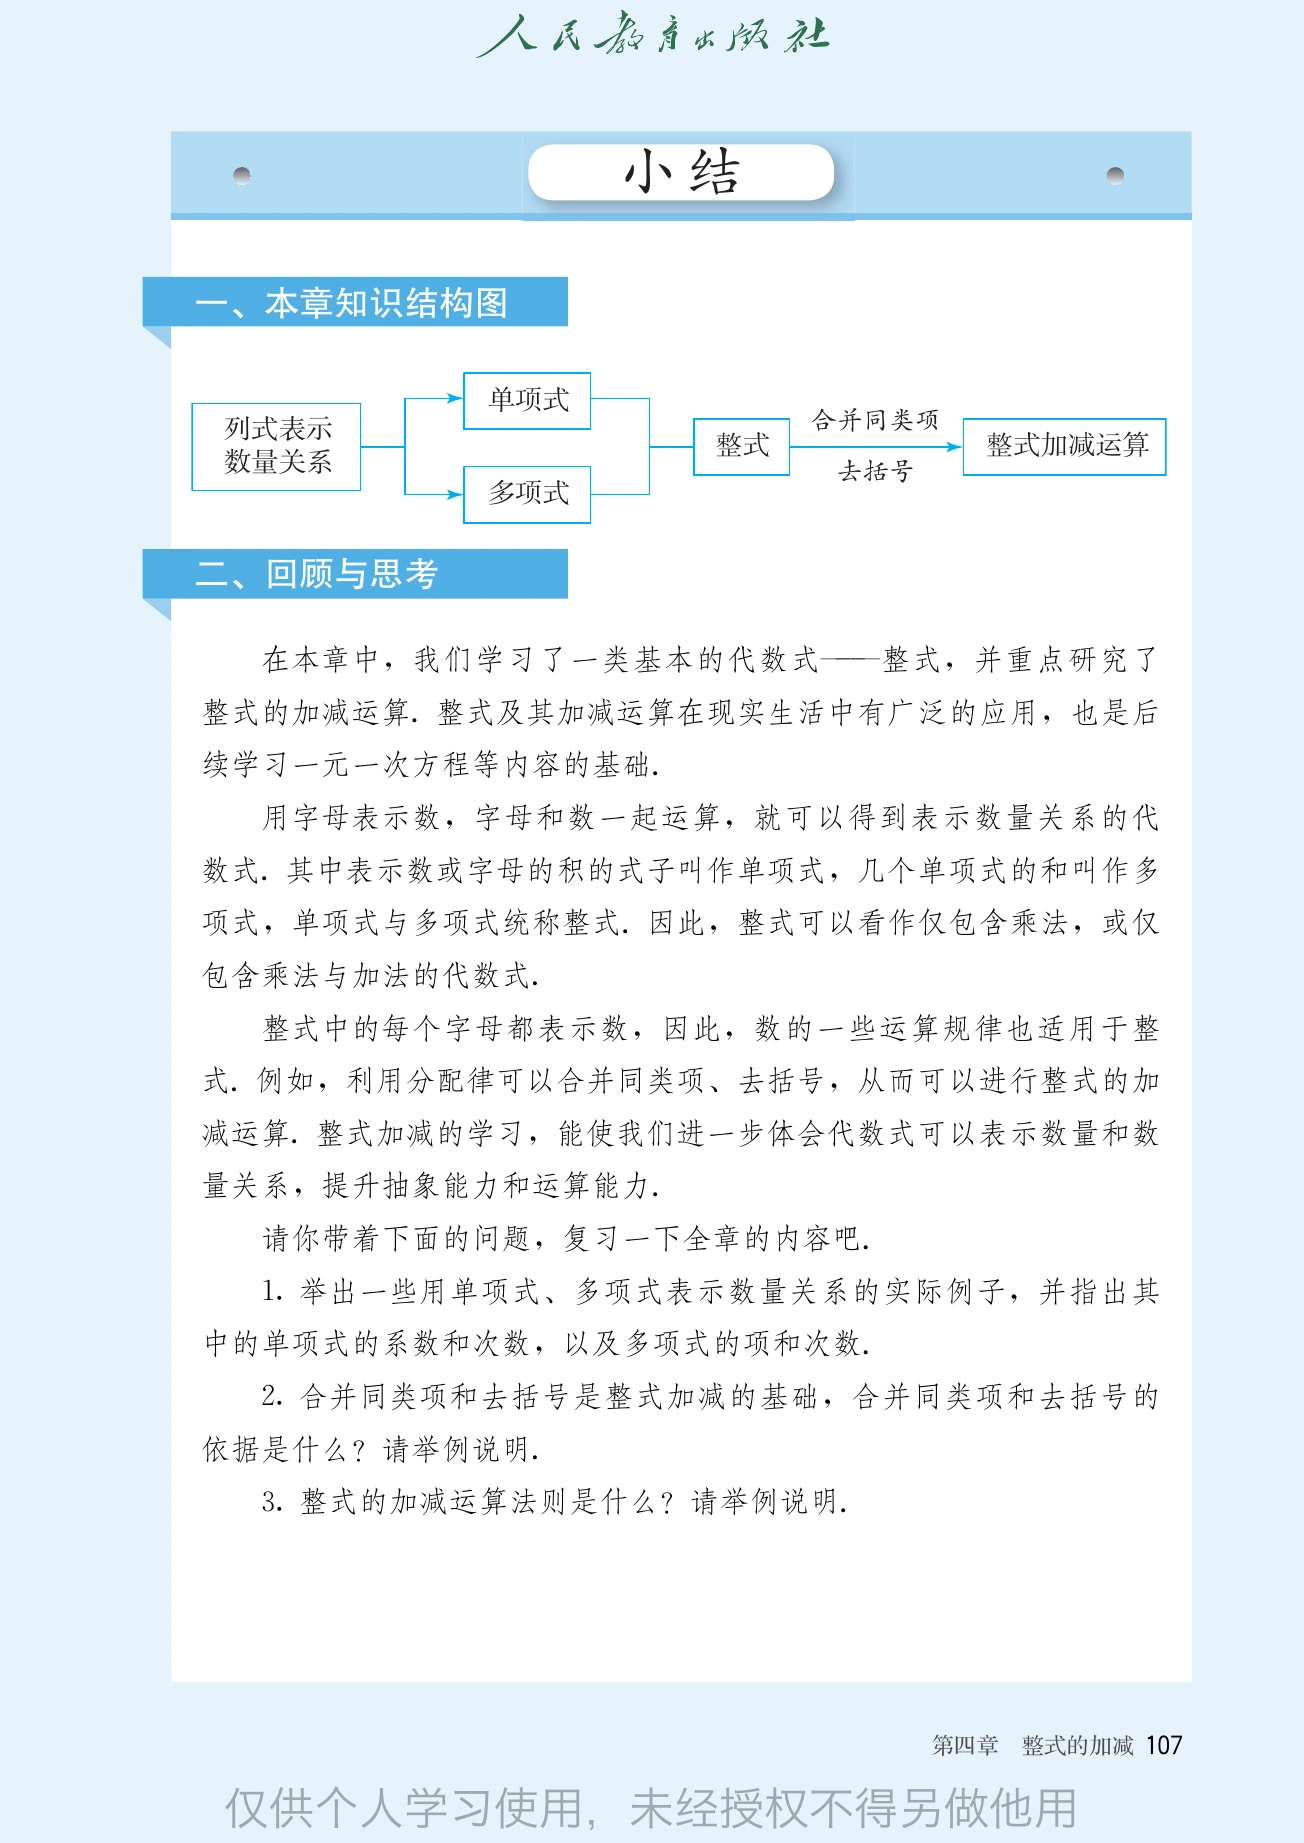 人民教育出版社
小结
一、本章知识结构图
列式表示
数量关系
单项式
多项式
整式
合并同类项
去括号
整式加减运算
二、回顾与思考
在本章中，我们学习了一类基本的代数式——整式，并重点研究了
整式的加减运算. 整式及其加减运算在现实生活中有广泛的应用，也是后
续学习一元一次方程等内容的基础.
用字母表示数，字母和数一起运算，就可以得到表示数量关系的代
数式. 其中表示数或字母的积的式子叫作单项式，几个单项式的和叫作多
项式，单项式与多项式统称整式. 因此，整式可以看作仅包含乘法，或仅
包含乘法与加法的代数式.
整式中的每个字母都表示数，因此，数的一些运算规律也适用于整
式. 例如，利用分配律可以合并同类项、去括号，从而可以进行整式的加
减运算. 整式加减的学习，能使我们进一步体会代数式可以表示数量和数
量关系，提升抽象能力和运算能力.
请你带着下面的问题，复习一下全章的内容吧.
1. 举出一些用单项式、多项式表示数量关系的实际例子，并指出其
中的单项式的系数和次数，以及多项式的项和次数.
2. 合并同类项和去括号是整式加减的基础，合并同类项和去括号的
依据是什么？请举例说明.
3. 整式的加减运算法则是什么？请举例说明.
第四章 整式的加减 107
仅供个人学习使用，未经授权不得另做他用